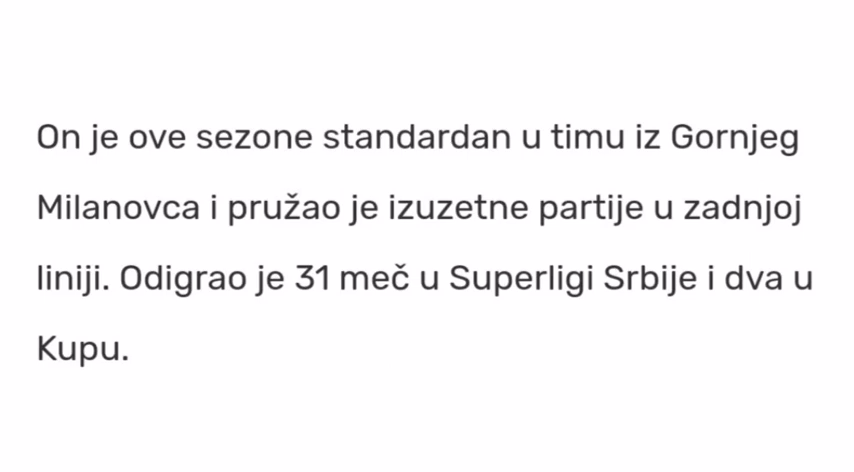 On je ove sezone standardan u timu iz Gornjeg
Milanovca i pružao je izuzetne partije u zadnjoj
liniji. Odigrao je 31 meč u Superligi Srbije i dva u
Kupu.